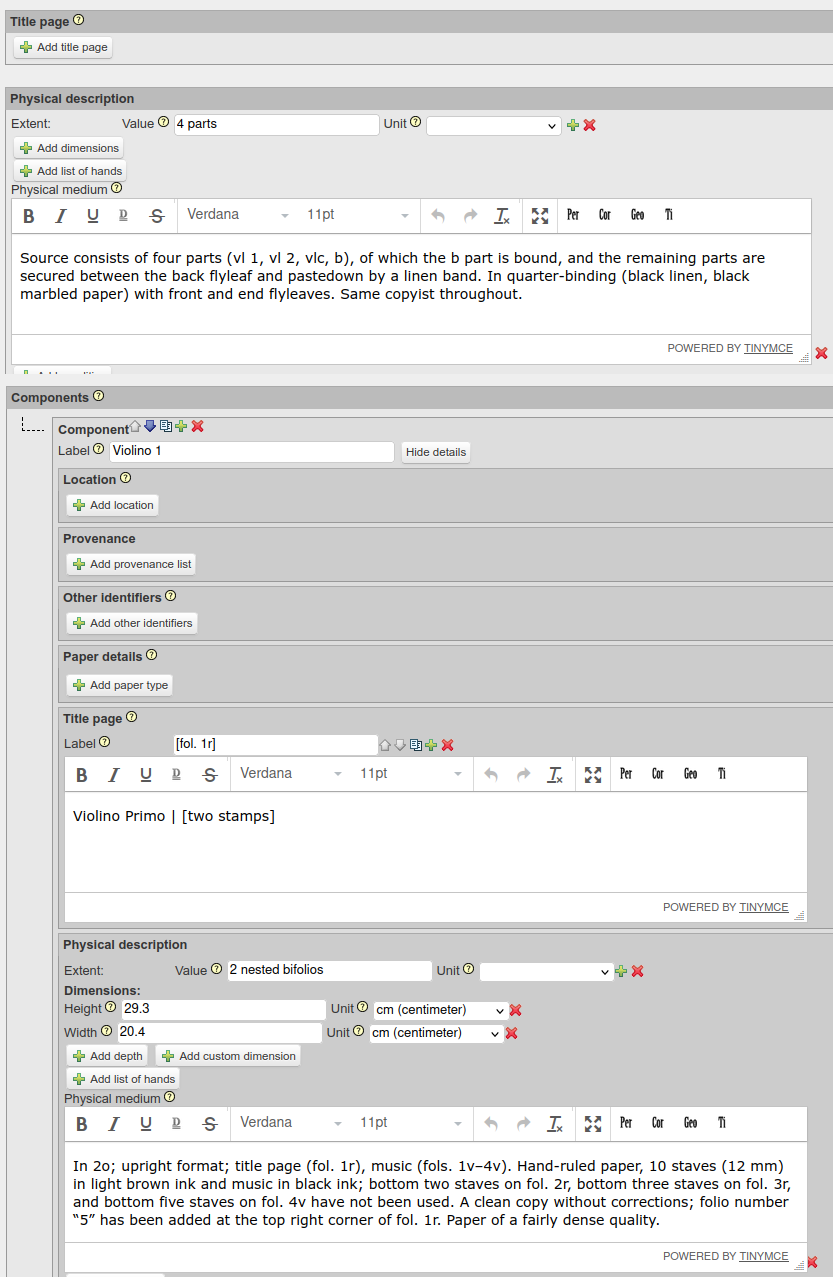 Title page ?
Add title page
Physical description
Extent: Value ? 4 parts Unit ?
Add dimensions
Add list of hands
Physical medium ?
B I U D S Verdana 11pt Tx Per Cor Geo Ti
Source consists of four parts (vl 1, vl 2, vlc, b), of which the b part is bound, and the remaining parts are
secured between the back flyleaf and pastedown by a linen band. In quarter-binding (black linen, black
marbled paper) with front and end flyleaves. Same copyist throughout.
POWERED BY TINYMCE
Components ?
Component
Label ? Violino 1 Hide details
Location ?
Add location
Provenance
Add provenance list
Other identifiers ?
Add other identifiers
Paper details ?
Add paper type
Title page ?
Label ? [fol. 1r]
B I U D S Verdana 11pt Tx Per Cor Geo Ti
Violino Primo | [two stamps]
POWERED BY TINYMCE
Physical description
Extent: Value ? 2 nested bifolios Unit ?
Dimensions:
Height ? 29.3 Unit ? cm (centimeter)
Width ? 20.4 Unit ? cm (centimeter)
Add depth Add custom dimension
Add list of hands
Physical medium ?
B I U D S Verdana 11pt Tx Per Cor Geo Ti
In 2o; upright format; title page (fol. 1r), music (fols. 1v–4v). Hand-ruled paper, 10 staves (12 mm)
in light brown ink and music in black ink; bottom two staves on fol. 2r, bottom three staves on fol. 3r,
and bottom five staves on fol. 4v have not been used. A clean copy without corrections; folio number
“5” has been added at the top right corner of fol. 1r. Paper of a fairly dense quality.
POWERED BY TINYMCE